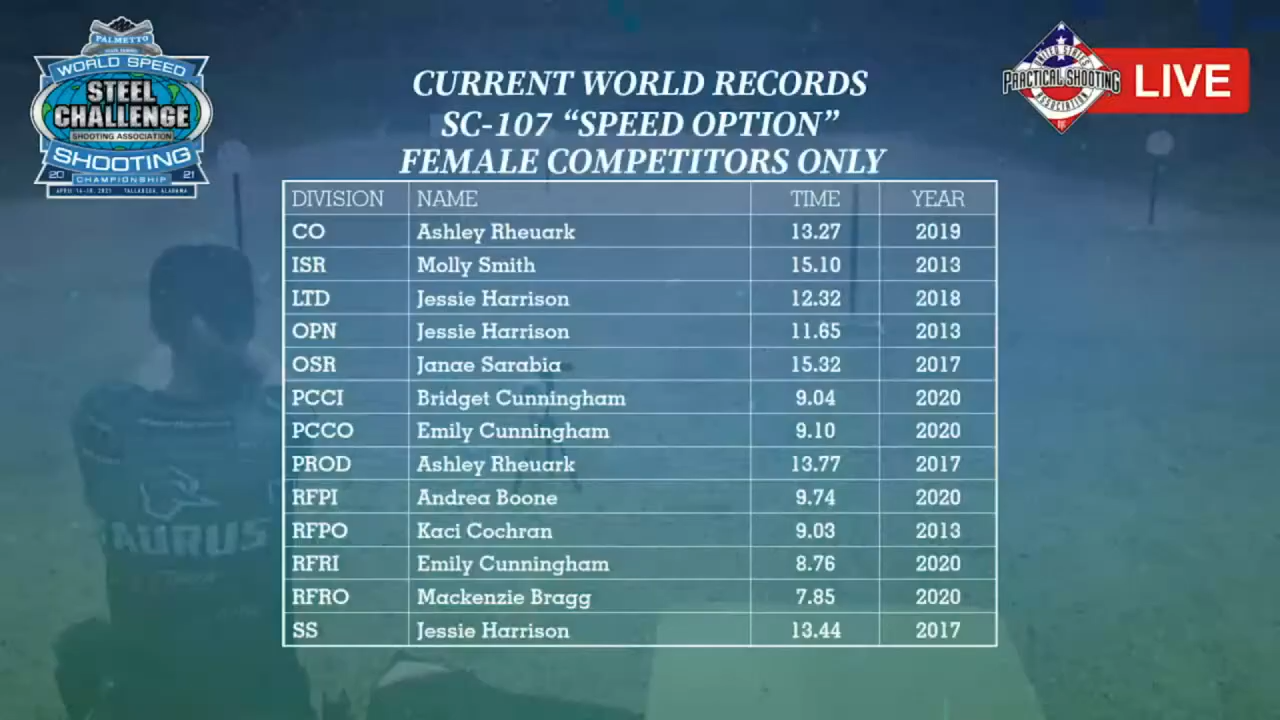 PALMETTO
WORLD SPEED
STEEL
CHALLENGE
SHOOTING ASSOCIATION
SHOOTING
20 21
CHAMPIONSHIP
UNITED STATES
PRACTICAL SHOOTING
ASSOCIATION
LIVE
CURRENT WORLD RECORDS
SC-107 “SPEED OPTION”
FEMALE COMPETITORS ONLY
DIVISION NAME TIME YEAR
CO Ashley Rheuark 13.27 2019
ISR Molly Smith 15.10 2013
LTD Jessie Harrison 12.32 2018
OPN Jessie Harrison 11.65 2013
OSR Janae Sarabia 15.32 2017
PCCI Bridget Cunningham 9.04 2020
PCCO Emily Cunningham 9.10 2020
PROD Ashley Rheuark 13.77 2017
RFPI Andrea Boone 9.74 2020
RFPO Kaci Cochran 9.03 2013
RFRI Emily Cunningham 8.76 2020
RFRO Mackenzie Bragg 7.85 2020
SS Jessie Harrison 13.44 2017
TAURUS